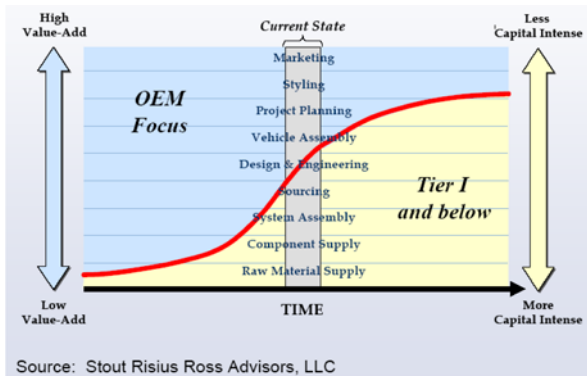 High
Value-Add
Current State
Less
Capital Intense
Marketing
Styling
OEM
Focus
Project Planning
Vehicle Assembly
Design & Engineering
Sourcing
Tier I
and below
System Assembly
Component Supply
Raw Material Supply
Low
Value-Add
TIME
More
Capital Intense
Source: Stout Risius Ross Advisors, LLC